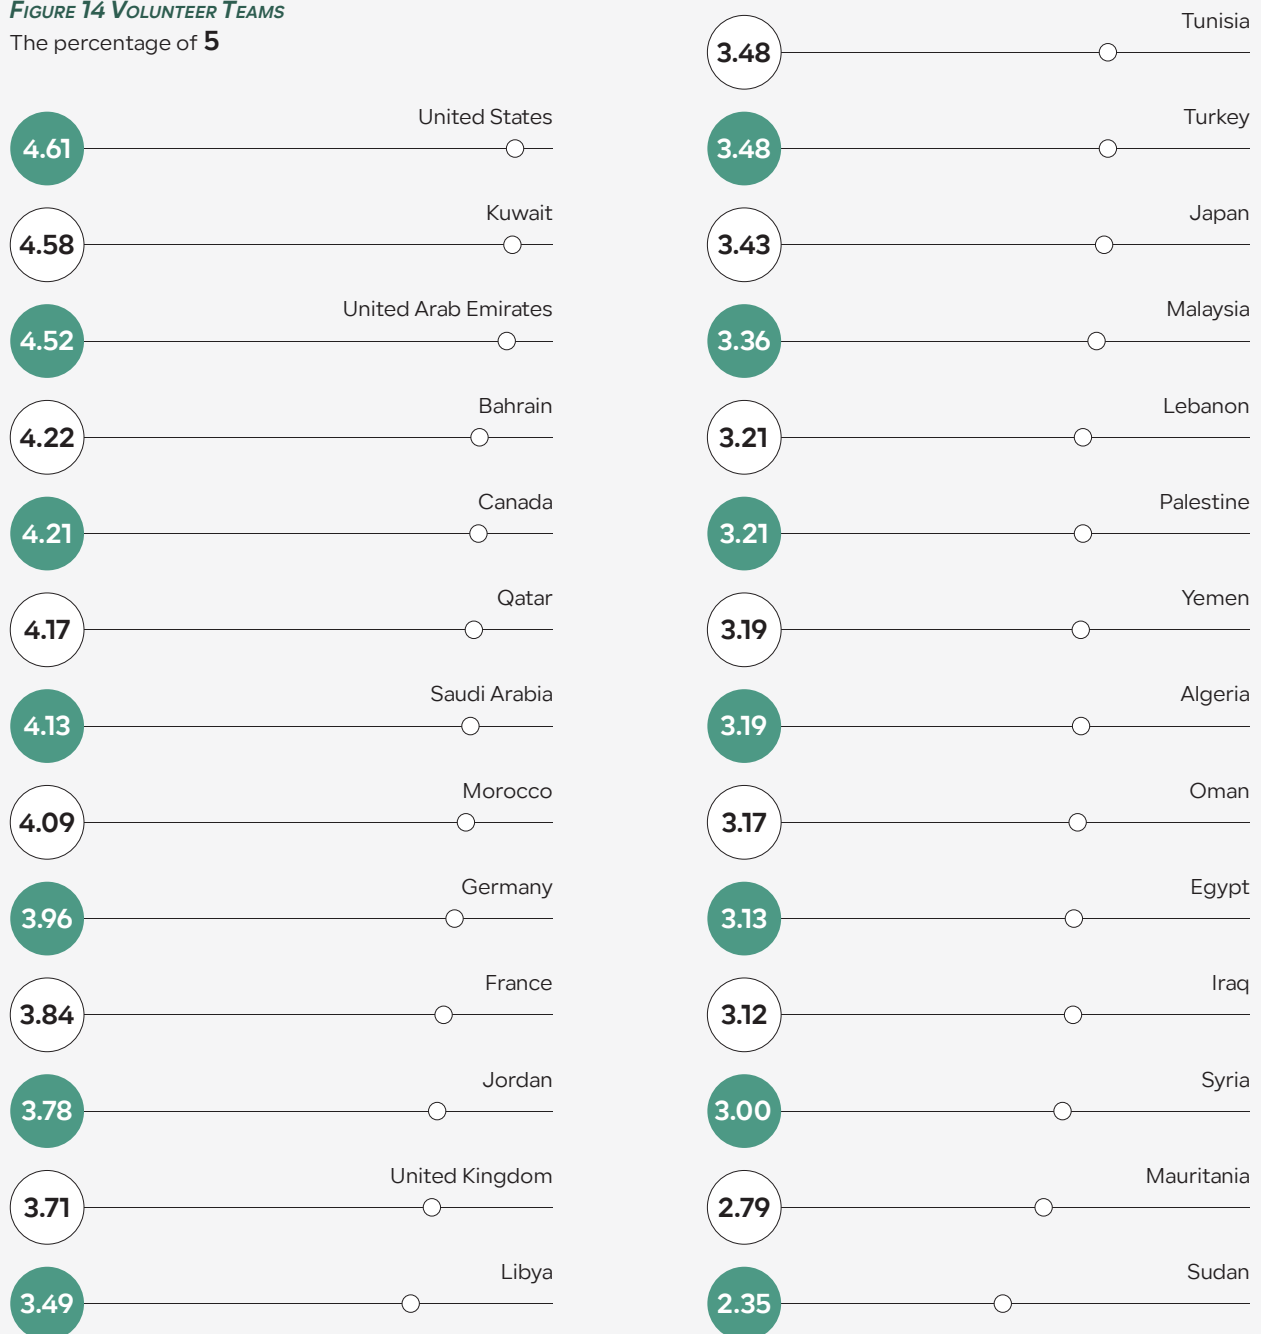 FIGURE 14 VOLUNTEER TEAMS
The percentage of 5
United States
4.61
Kuwait
4.58
United Arab Emirates
4.52
Bahrain
4.22
Canada
4.21
Qatar
4.17
Saudi Arabia
4.13
Morocco
4.09
Germany
3.96
France
3.84
Jordan
3.78
United Kingdom
3.71
Libya
3.49
Tunisia
3.48
Turkey
3.48
Japan
3.43
Malaysia
3.36
Lebanon
3.21
Palestine
3.21
Yemen
3.19
Algeria
3.19
Oman
3.17
Egypt
3.13
Iraq
3.12
Syria
3.00
Mauritania
2.79
Sudan
2.35